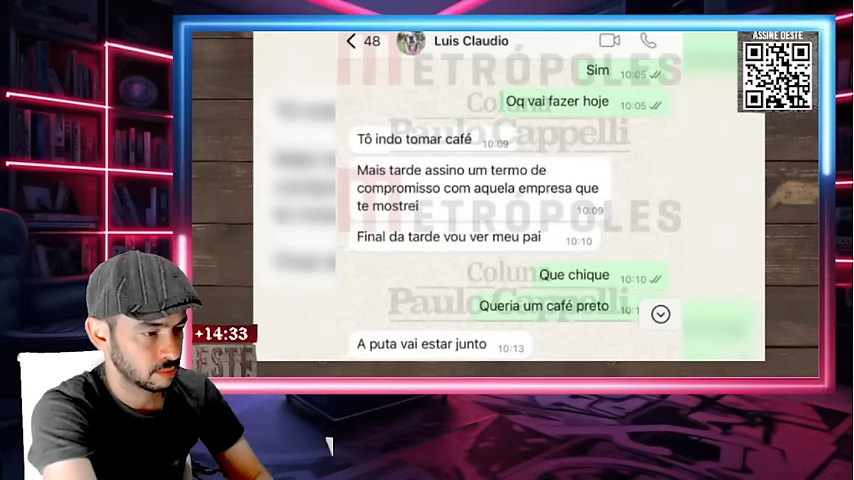 ASSINE OESTE
48 Luis Claudio
METRÓPOLES
Sim 10:05
Coluna
Oq vai fazer hoje 10:05
Paulo Cappelli
Tô indo tomar café 10:09
Mais tarde assino um termo de
compromisso com aquela empresa que
te mostrei 10:09
METRÓPOLES
Final da tarde vou ver meu pai 10:10
Coluna
Que chique 10:10
Paulo Cappelli
Queria um café preto
A puta vai estar junto 10:13
+14:33
OESTE